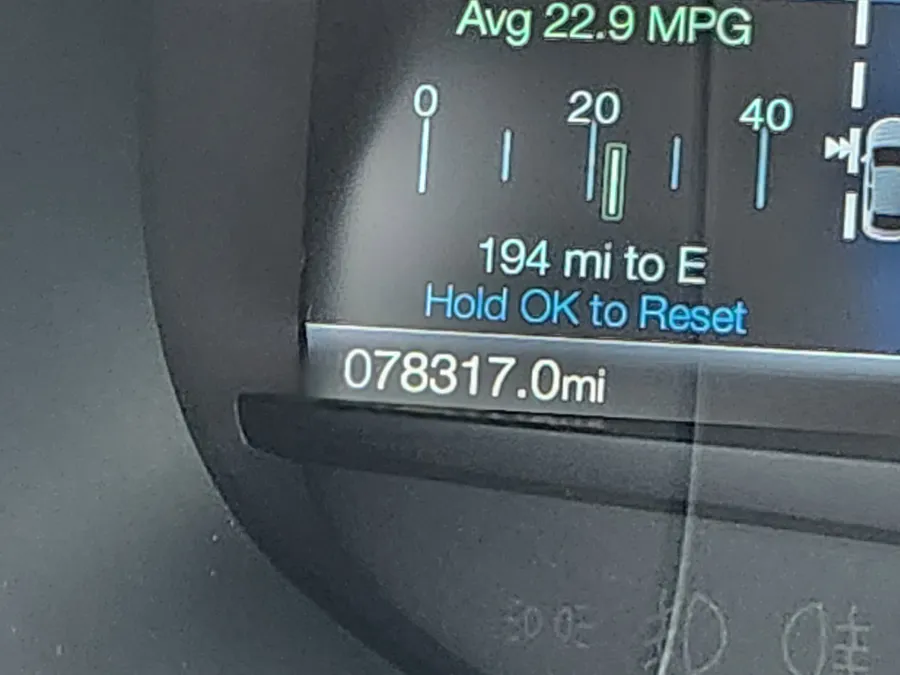 Avg 22.9 MPG
0 20 40
194 mi to E
Hold OK to Reset
078317.0mi